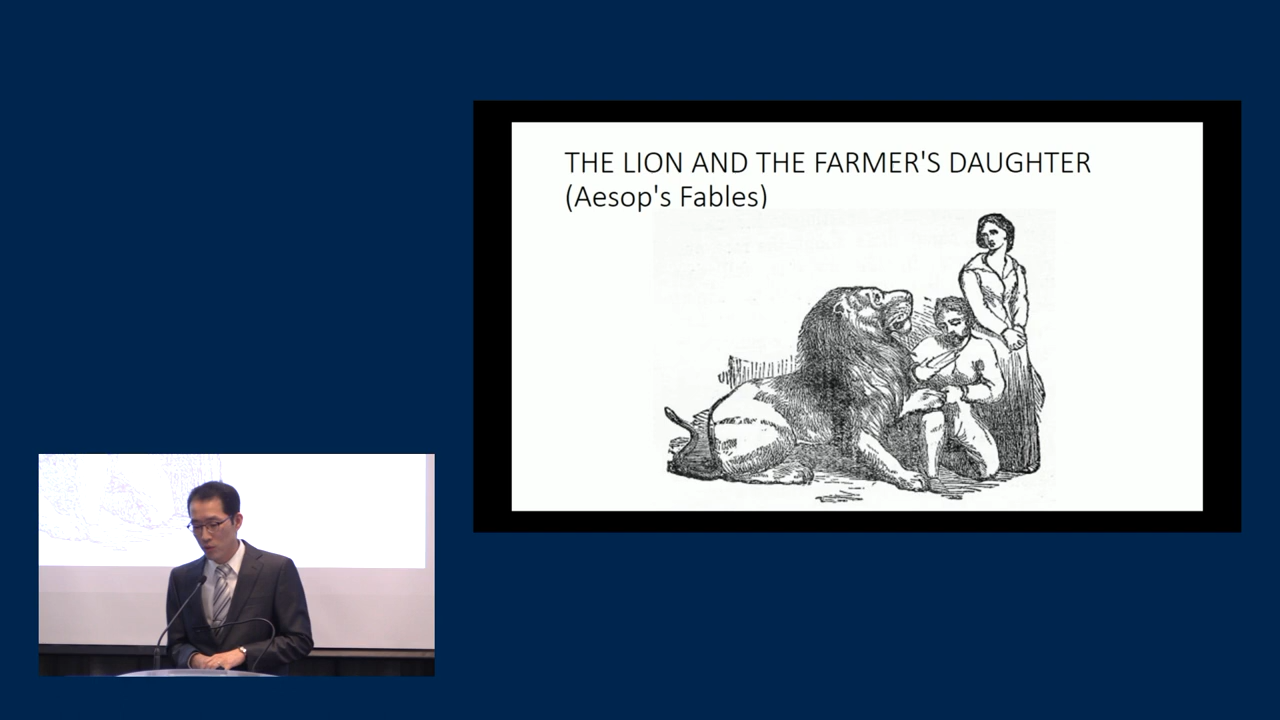 THE LION AND THE FARMER'S DAUGHTER
(Aesop's Fables)